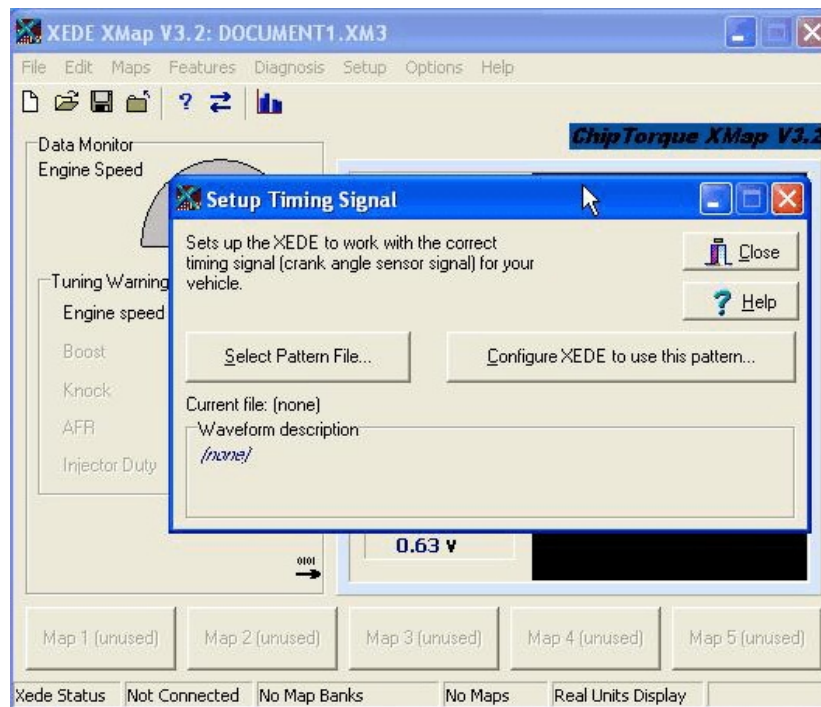 XEDE XMap V3.2: DOCUMENT1.XM3
File Edit Maps Features Diagnosis Setup Options Help
ChipTorque XMap V3.2
Data Monitor
Engine Speed
Setup Timing Signal
Sets up the XEDE to work with the correct
timing signal (crank angle sensor signal) for your
vehicle.
Close
Help
Select Pattern File...
Configure XEDE to use this pattern...
Current file: (none)
Waveform description
(none)
Tuning Warning
Engine speed
Boost
Knock
AFR
Injector Duty
0.63 v
0101
Map 1 (unused) Map 2 (unused) Map 3 (unused) Map 4 (unused) Map 5 (unused)
Xede Status Not Connected No Map Banks No Maps Real Units Display